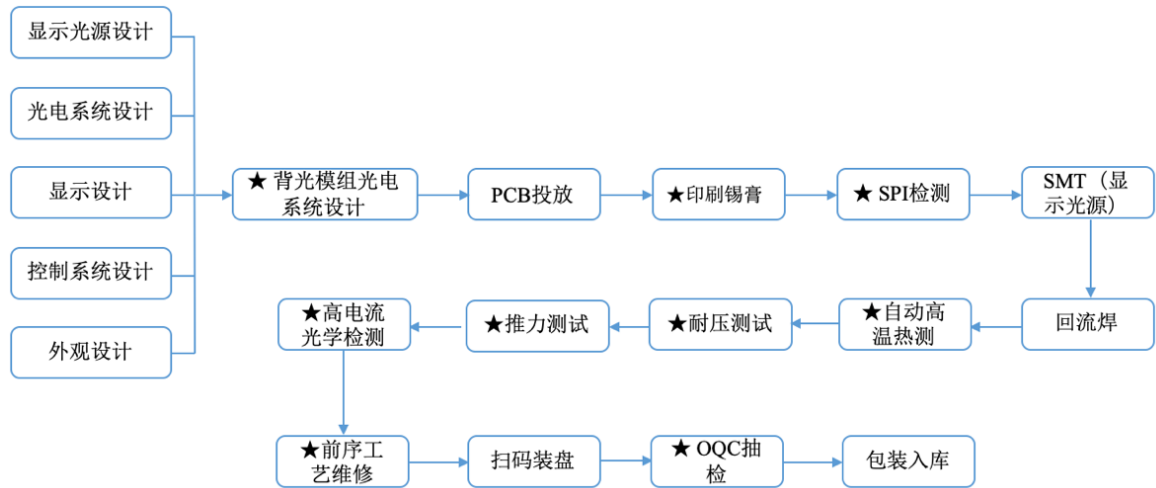 显示光源设计
光电系统设计
显示设计
控制系统设计
外观设计
★ 背光模组光电
系统设计
PCB投放
★印刷锡膏
★ SPI检测
SMT（显
示光源）
回流焊
★自动高
温热测
★耐压测试
★推力测试
★高电流
光学检测
★前序工
艺维修
扫码装盘
★ OQC抽
检
包装入库